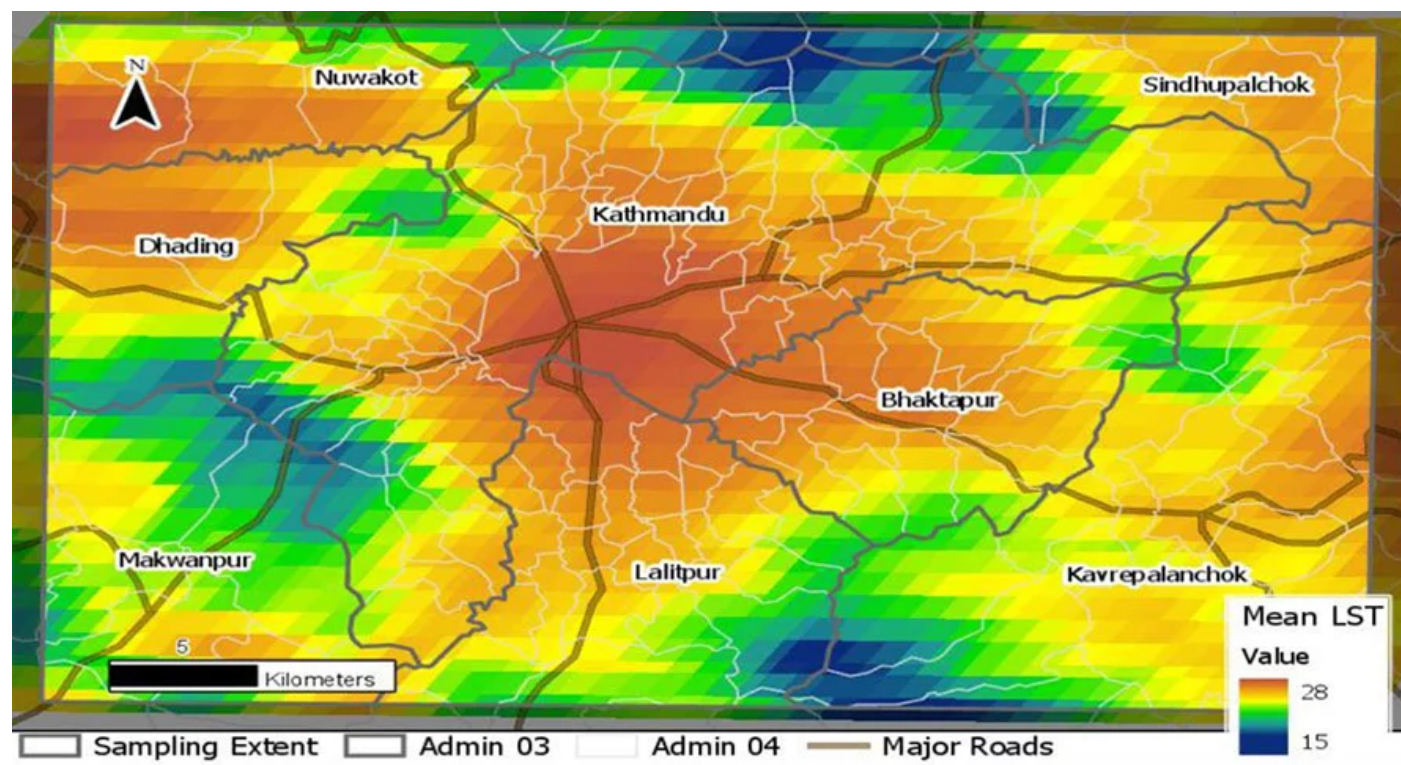 N
Nuwakot
Sindhupalchok
Kathmandu
Dhading
Bhaktapur
Makwanpur
Lalitpur
Kavrepalanchok
5
Kilometers
Mean LST
Value
28
15
Sampling Extent
Admin 03
Admin 04
Major Roads